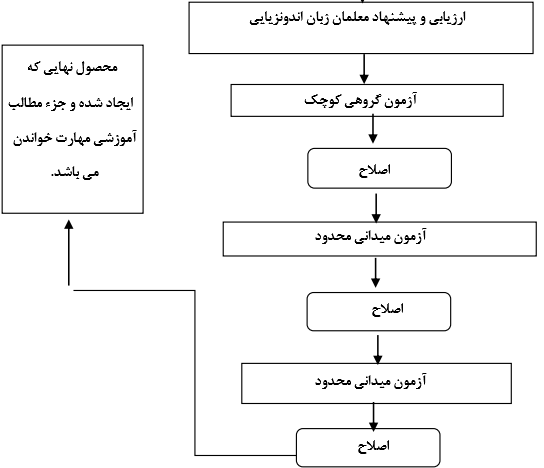 ارزیابی و پیشنهاد معلمان زبان اندونزیایی
آزمون گروهی کوچک
اصلاح
آزمون میدانی محدود
اصلاح
آزمون میدانی محدود
اصلاح
محصول نهایی که
ایجاد شده و جزء مطالب
آموزشی مهارت خواندن
می باشد.